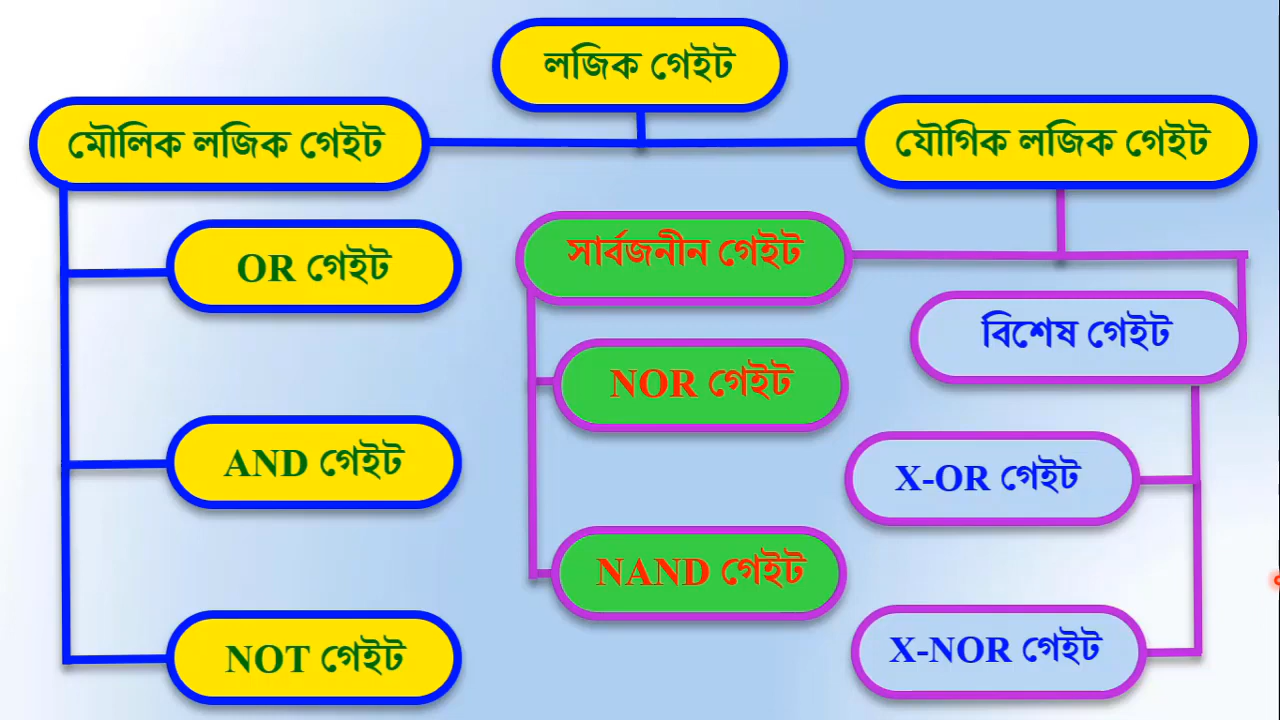 লজিক গেইট
মৌলিক লজিক গেইট
যৌগিক লজিক গেইট
OR গেইট
সার্বজনীন গেইট
বিশেষ গেইট
NOR গেইট
AND গেইট
X-OR গেইট
NAND গেইট
NOT গেইট
X-NOR গেইট